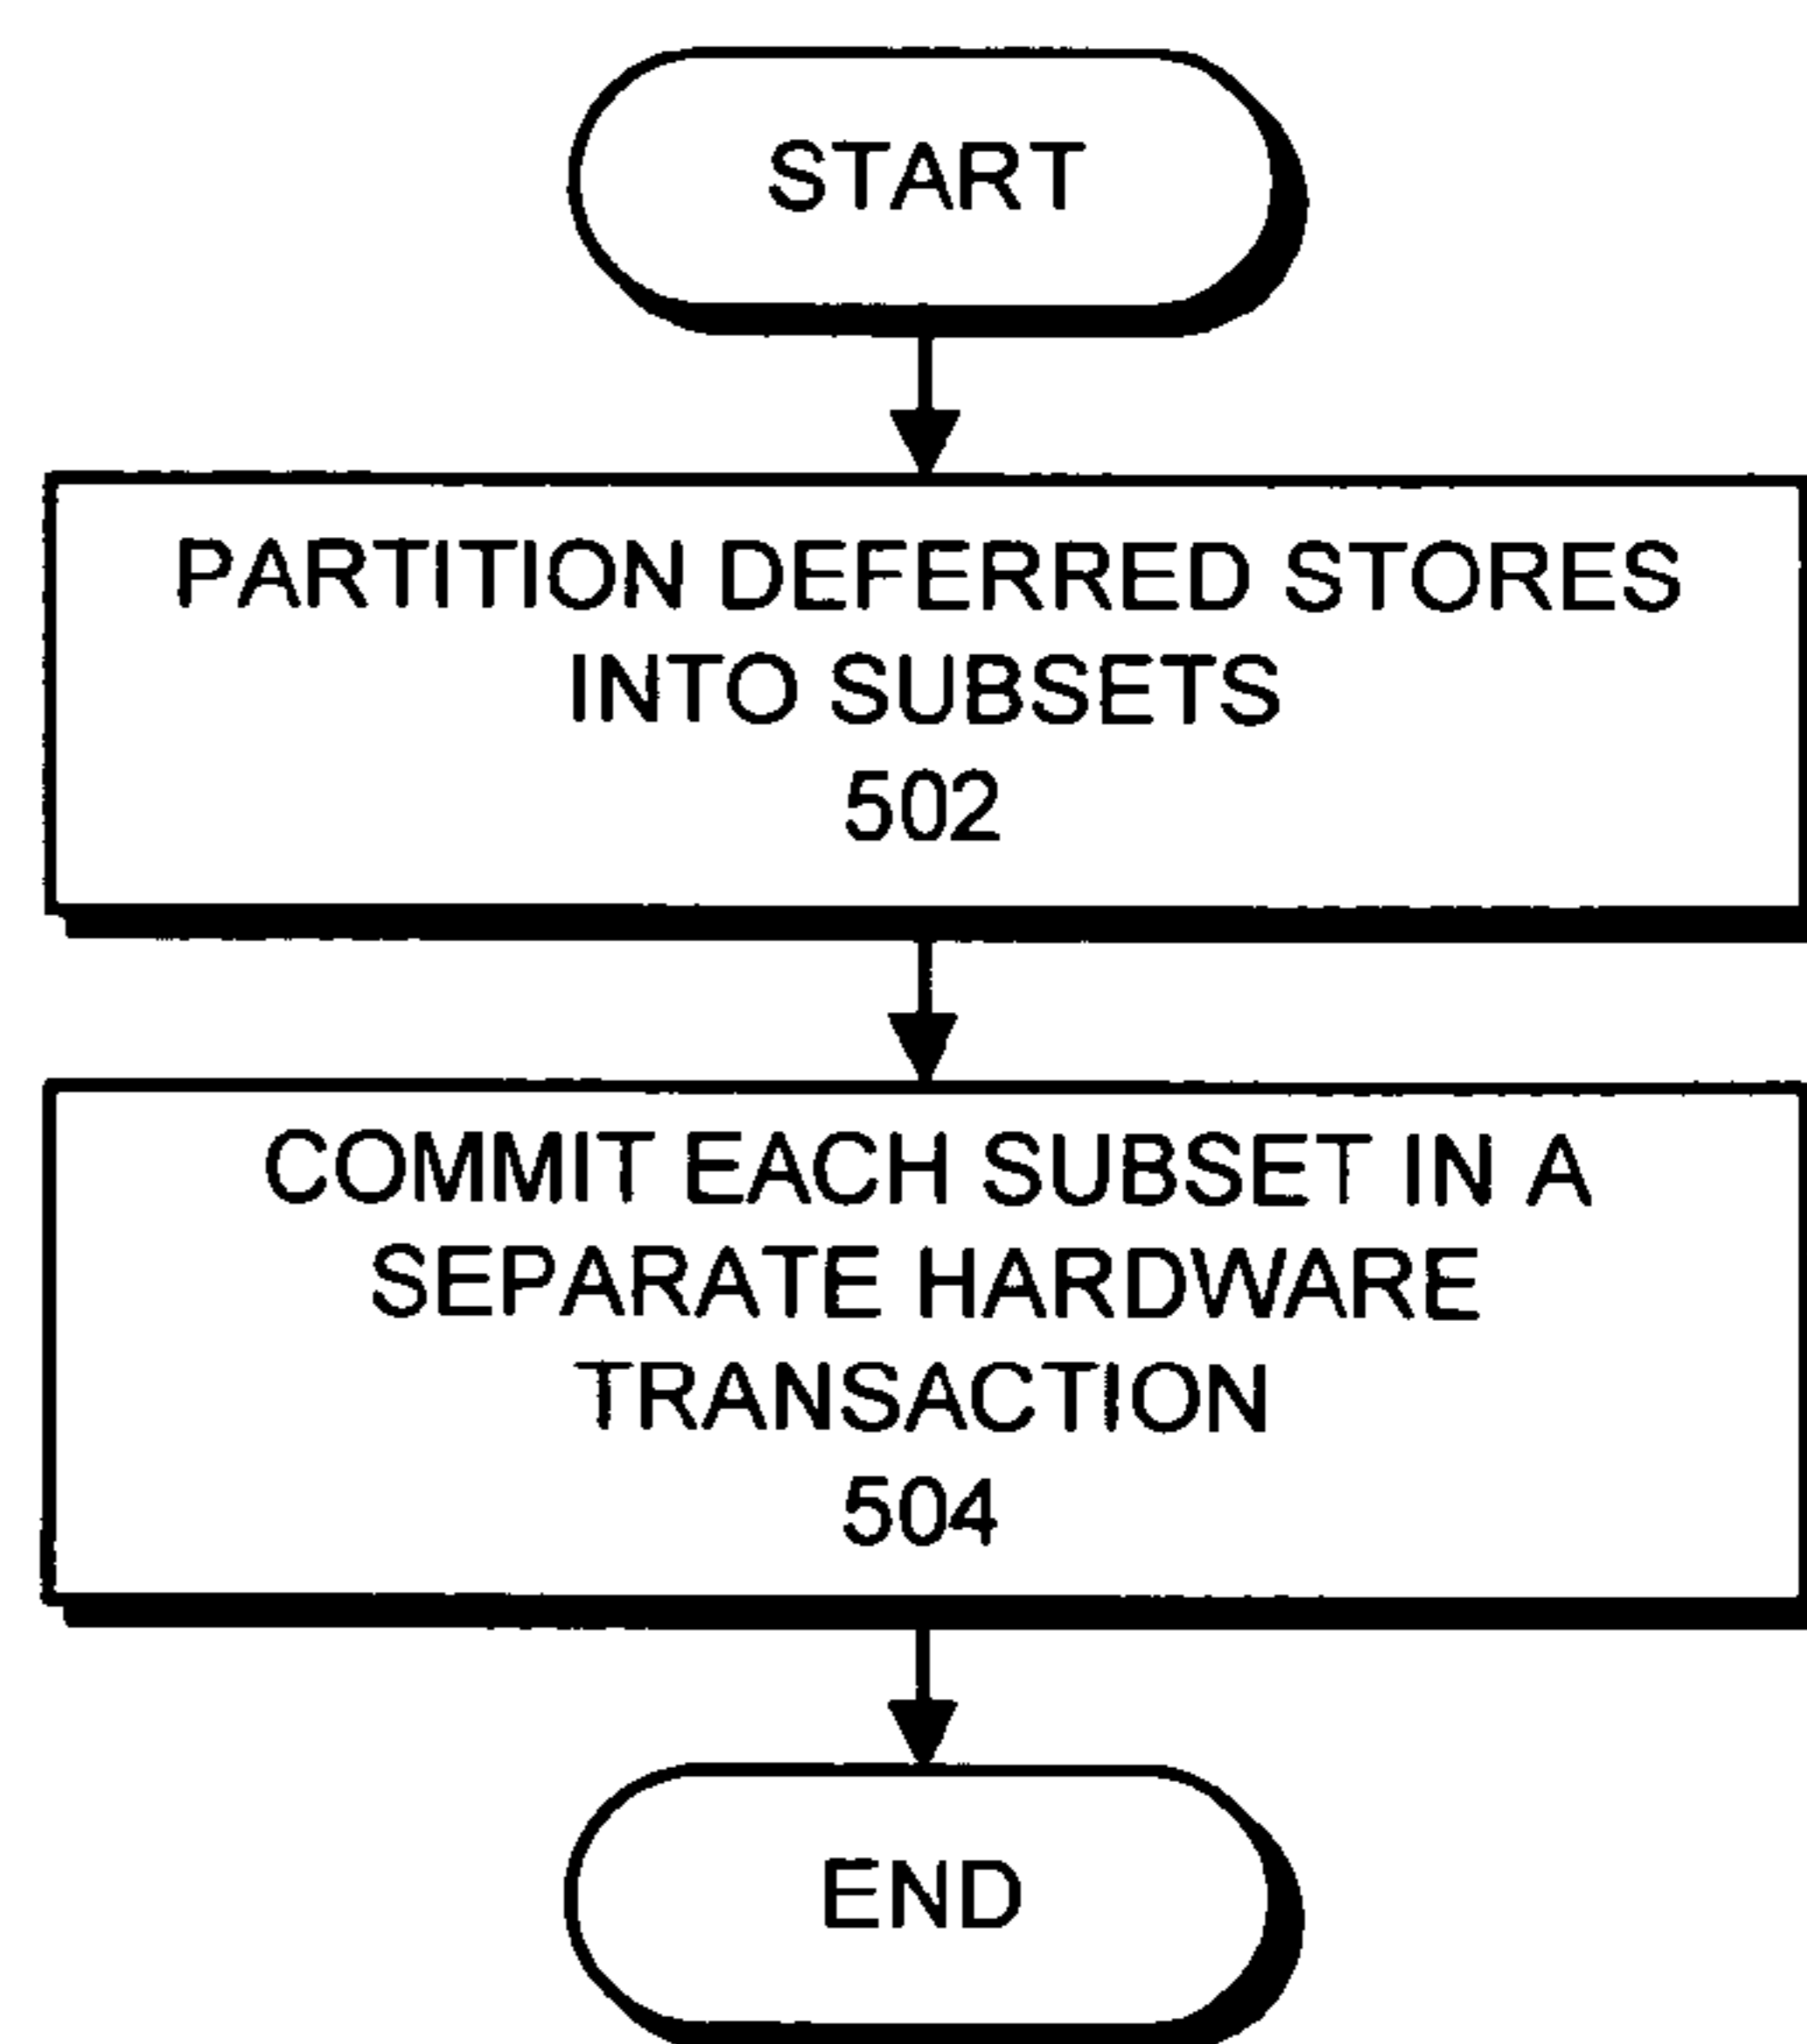 START
PARTITION DEFERRED STORES
INTO SUBSETS
502
COMMIT EACH SUBSET IN A
SEPARATE HARDWARE
TRANSACTION
504
END